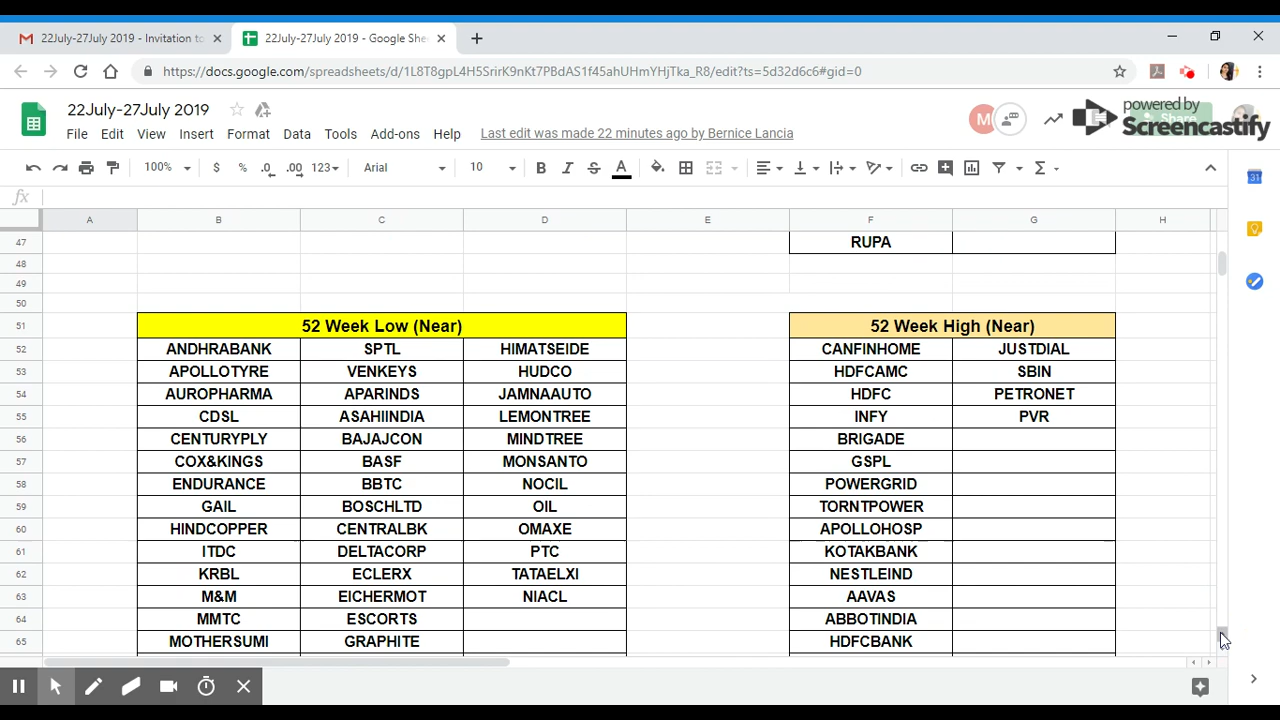 22July-27July 2019 - Invitation to
22July-27July 2019 - Google She
https://docs.google.com/spreadsheets/d/1L8T8gpL4H5SrirK9nKt7PBdAS1f45ahUHmYHjTka_R8/edit?ts=5d32d6c6#gid=0
22July-27July 2019
File Edit View Insert Format Data Tools Add-ons Help Last edit was made 22 minutes ago by Bernice Lancia
Share
powered by
Screencastify
100% $ % .0 .00 123 Arial 10 B I S A Σ
fx
31
A B C D E F G H
47 RUPA
48
49
50
51 52 Week Low (Near) 52 Week High (Near)
52 ANDHRABANK SPTL HIMATSEIDE CANFINHOME JUSTDIAL
53 APOLLOTYRE VENKEYS HUDCO HDFCAMC SBIN
54 AUROPHARMA APARINDS JAMNAAUTO HDFC PETRONET
55 CDSL ASAHIINDIA LEMONTREE INFY PVR
56 CENTURYPLY BAJAJCON MINDTREE BRIGADE
57 COX&KINGS BASF MONSANTO GSPL
58 ENDURANCE BBTC NOCIL POWERGRID
59 GAIL BOSCHLTD OIL TORNTPOWER
60 HINDCOPPER CENTRALBK OMAXE APOLLOHOSP
61 ITDC DELTACORP PTC KOTAKBANK
62 KRBL ECLERX TATAELXI NESTLEIND
63 M&M EICHERMOT NIACL AAVAS
64 MMTC ESCORTS ABBOTINDIA
65 MOTHERSUMI GRAPHITE HDFCBANK